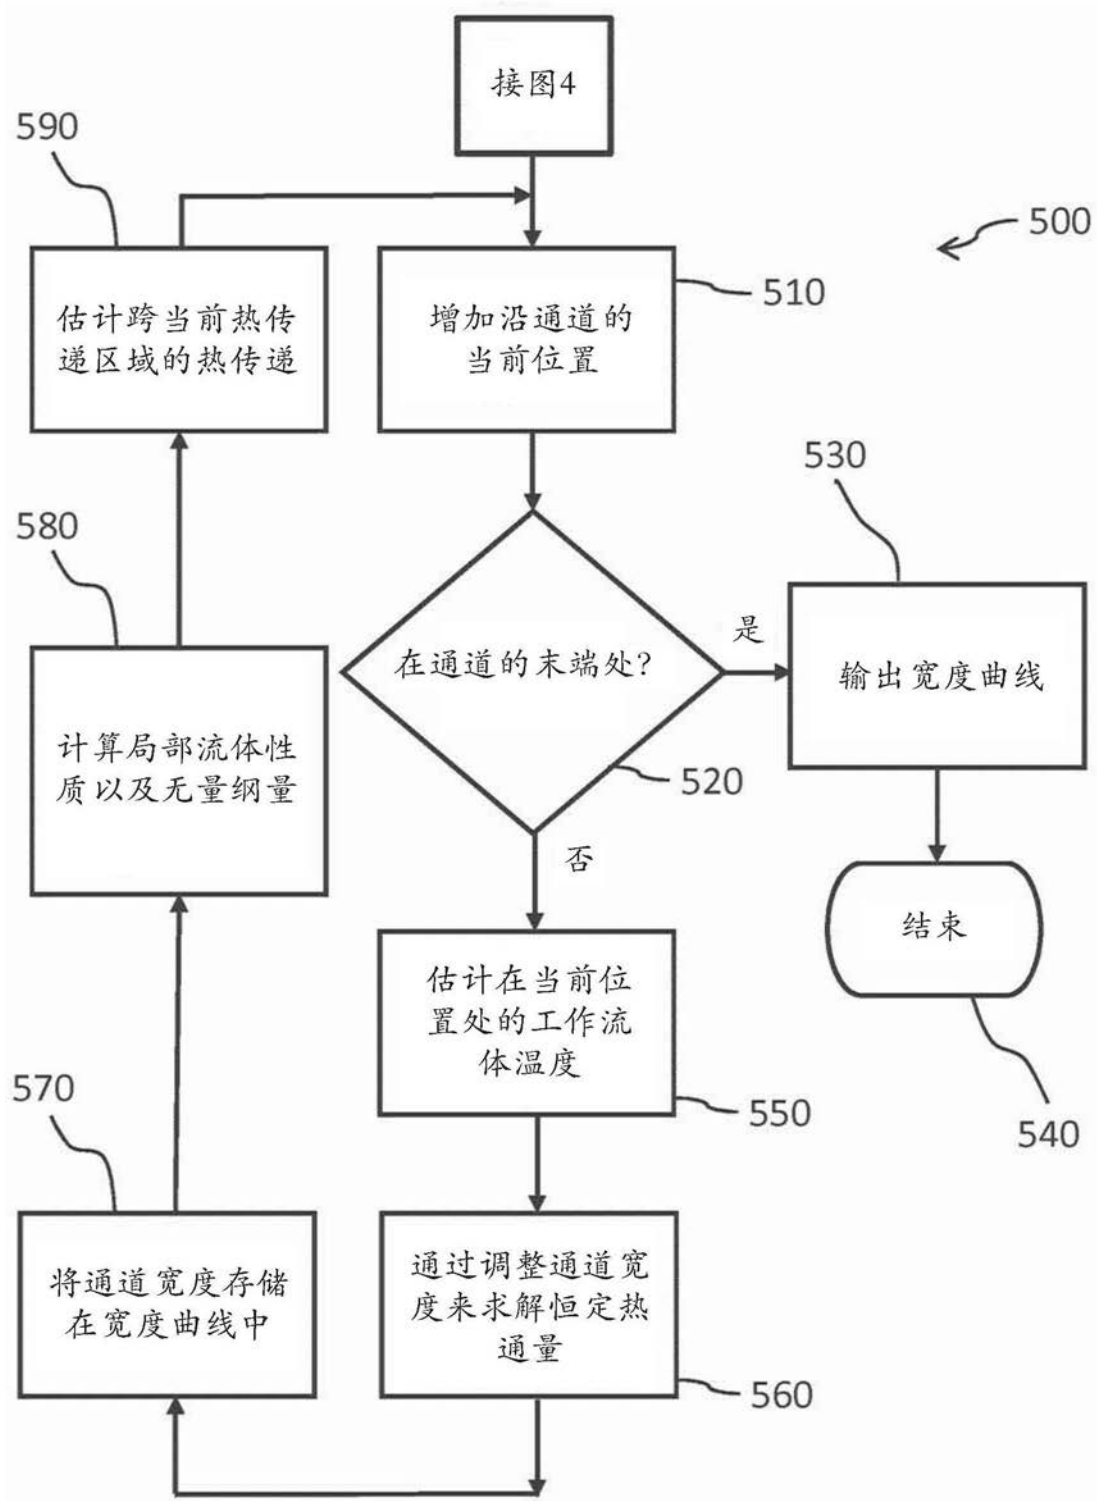 接图4
590
500
估计跨当前热传
递区域的热传递
增加沿通道的
当前位置
510
530
580
在通道的末端处?
是
输出宽度曲线
520
计算局部流体性
质以及无量纲量
否
结束
估计在当前位
置处的工作流
体温度
550
540
570
将通道宽度存储
在宽度曲线中
通过调整通道宽
度来求解恒定热
通量
560